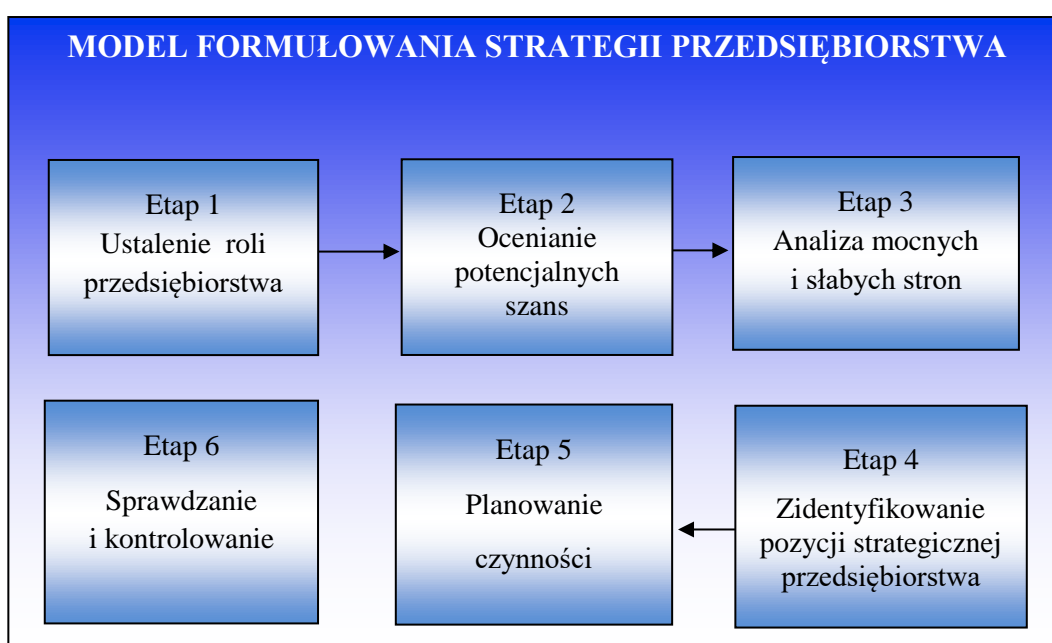 MODEL FORMUŁOWANIA STRATEGII PRZEDSIĘBIORSTWA
Etap 1
Ustalenie roli
przedsiębiorstwa
Etap 2
Ocenianie
potencjalnych
szans
Etap 3
Analiza mocnych
i słabych stron
Etap 4
Zidentyfikowanie
pozycji strategicznej
przedsiębiorstwa
Etap 5
Planowanie
czynności
Etap 6
Sprawdzanie
i kontrolowanie